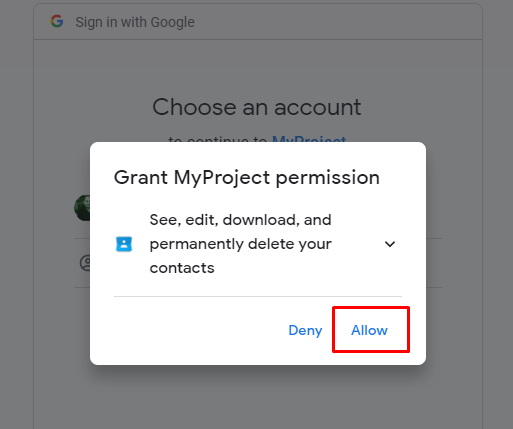 Sign in with Google
Choose an account
to continue to MyProject
Grant MyProject permission
See, edit, download, and
permanently delete your
contacts
Deny
Allow